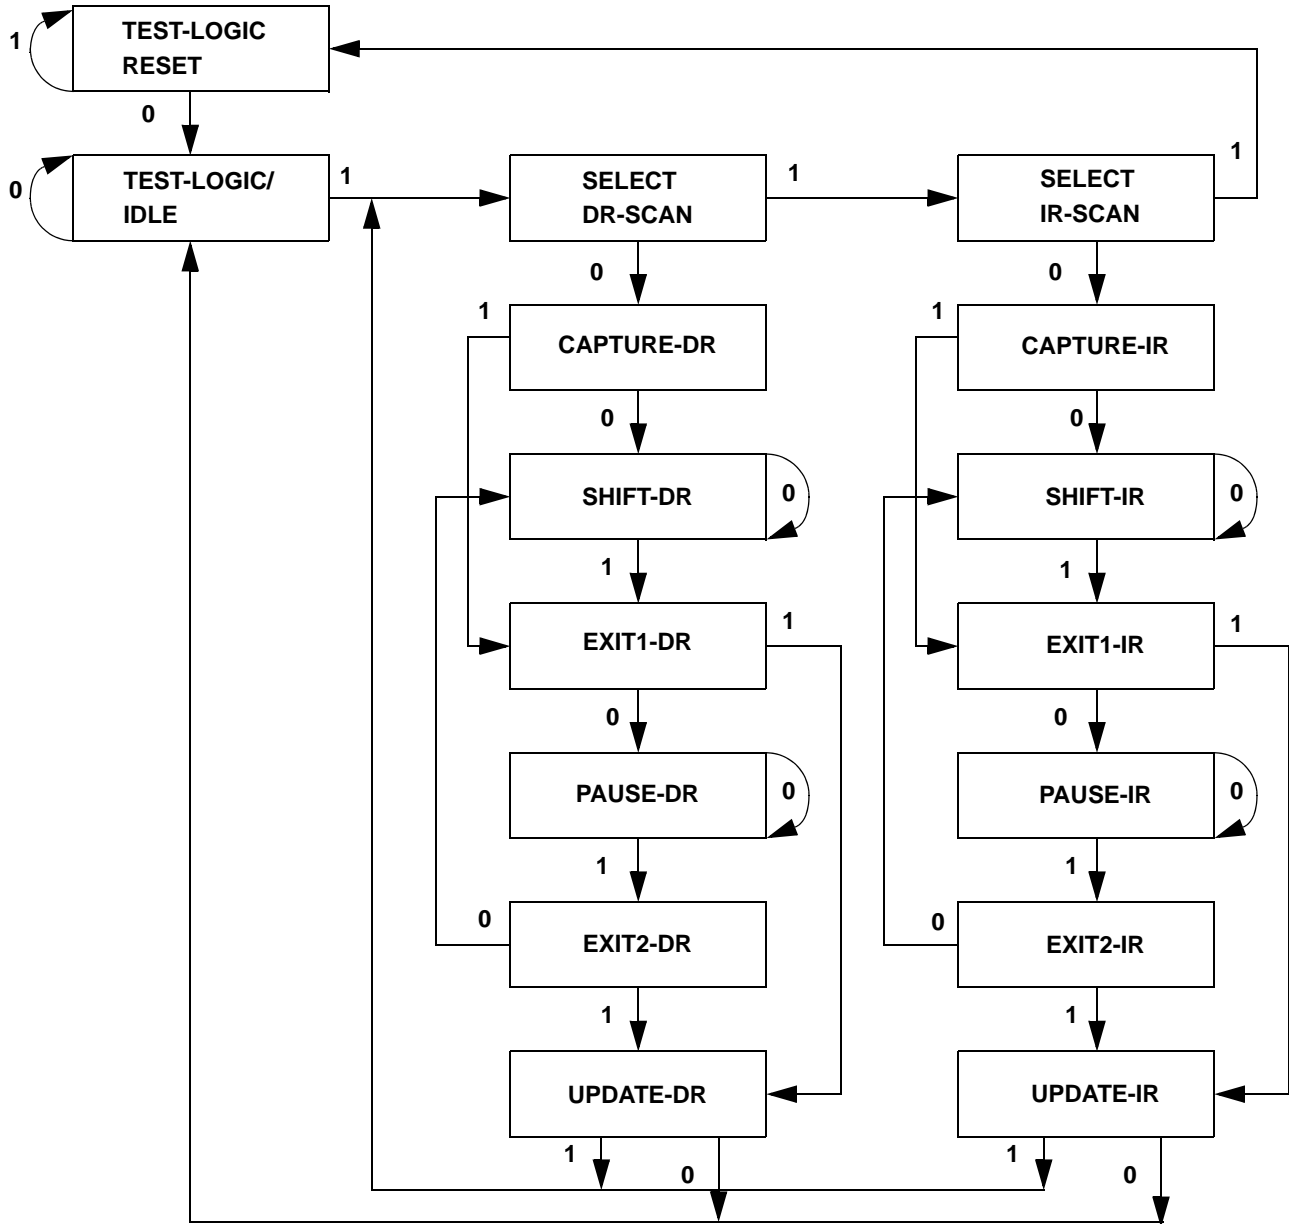 1
TEST-LOGIC
RESET
0
0
TEST-LOGIC/
IDLE
1
SELECT
DR-SCAN
1
SELECT
IR-SCAN
1
0
0
1
CAPTURE-DR
1
CAPTURE-IR
0
0
SHIFT-DR
0
SHIFT-IR
0
1
1
EXIT1-DR
1
EXIT1-IR
1
0
0
PAUSE-DR
0
PAUSE-IR
0
1
1
0
EXIT2-DR
0
EXIT2-IR
1
1
UPDATE-DR
UPDATE-IR
1
0
1
0